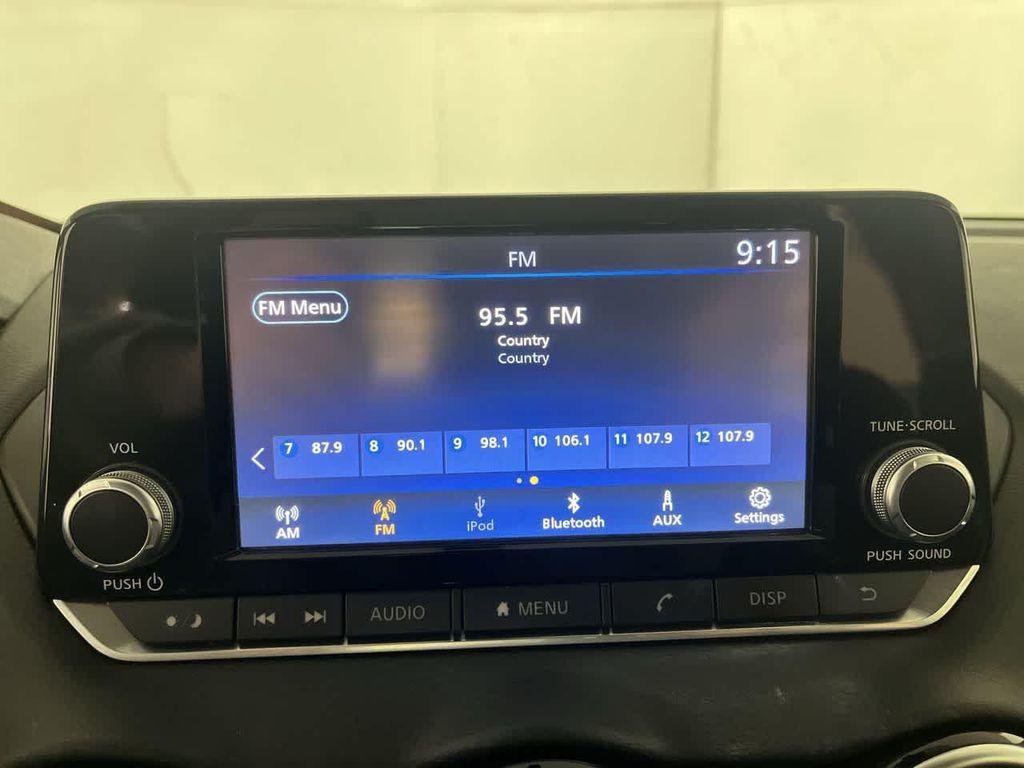 FM
9:15
FM Menu
95.5 FM
Country
Country
7 87.9 8 90.1 9 98.1 10 106.1 11 107.9 12 107.9
AM FM iPod Bluetooth AUX Settings
VOL
PUSH
TUNE·SCROLL
PUSH SOUND
AUDIO MENU DISP